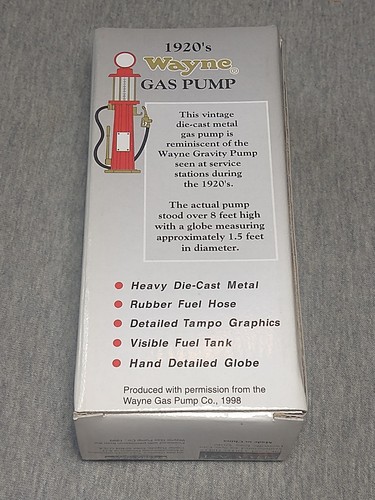 1920's
Wayne®
GAS PUMP
This vintage
die-cast metal
gas pump is
reminiscent of the
Wayne Gravity Pump
seen at service
stations during
the 1920's.
The actual pump
stood over 8 feet high
with a globe measuring
approximately 1.5 feet
in diameter.
Heavy Die-Cast Metal
Rubber Fuel Hose
Detailed Tampo Graphics
Visible Fuel Tank
Hand Detailed Globe
Produced with permission from the
Wayne Gas Pump Co., 1998